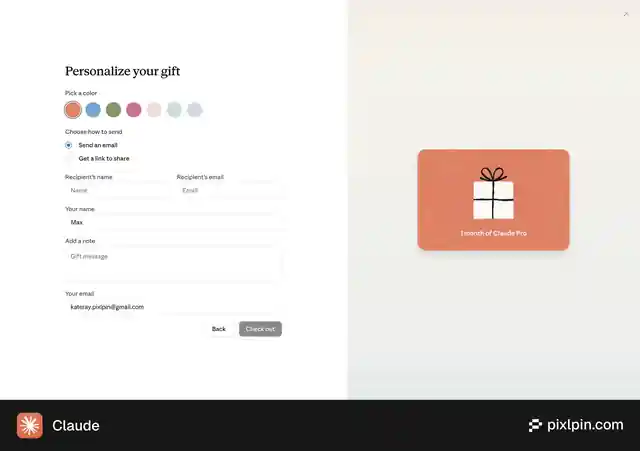 Personalize your gift
Pick a color
Choose how to send
Send an email
Get a link to share
Recipient's name
Recipient's email
Name
Email
Your name
Max
Add a note
Gift message
Your email
kateray.pixlpin@gmail.com
Back
Check out
1 month of Claude Pro
Claude
pixlpin.com